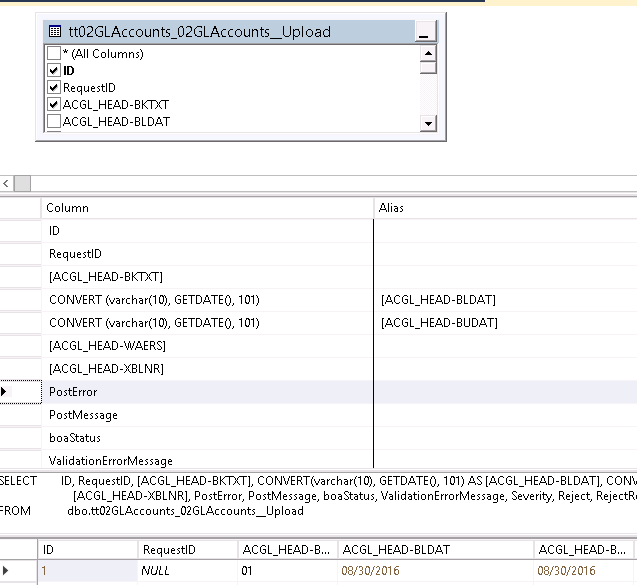 tt02GLAccounts_02GLAccounts__Upload
* (All Columns)
ID
RequestID
ACGL_HEAD-BKTXT
ACGL_HEAD-BLDAT
Column Alias
ID
RequestID
[ACGL_HEAD-BKTXT]
CONVERT (varchar(10), GETDATE(), 101) [ACGL_HEAD-BLDAT]
CONVERT (varchar(10), GETDATE(), 101) [ACGL_HEAD-BUDAT]
[ACGL_HEAD-WAERS]
[ACGL_HEAD-XBLNR]
PostError
PostMessage
boaStatus
ValidationErrorMessage
SELECT ID, RequestID, [ACGL_HEAD-BKTXT], CONVERT(varchar(10), GETDATE(), 101) AS [ACGL_HEAD-BLDAT], CONV
[ACGL_HEAD-XBLNR], PostError, PostMessage, boaStatus, ValidationErrorMessage, Severity, Reject, RejectRe
FROM dbo.tt02GLAccounts_02GLAccounts__Upload
ID RequestID ACGL_HEAD-B... ACGL_HEAD-BLDAT ACGL_HEAD-B...
1 NULL 01 08/30/2016 08/30/2016